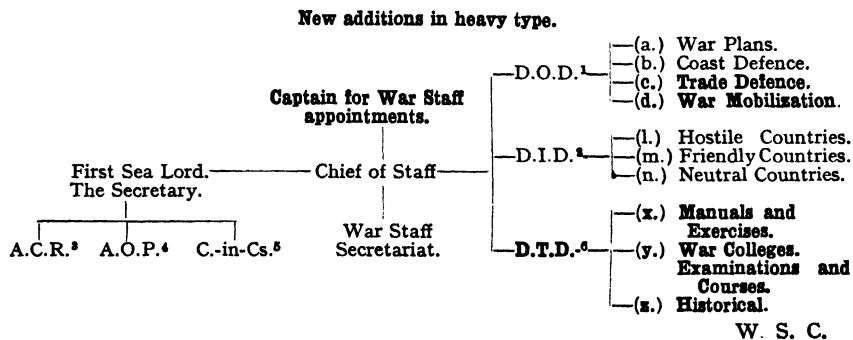 New additions in heavy type.
Captain for War Staff
appointments.
First Sea Lord.
The Secretary.
Chief of Staff
War Staff
Secretariat.
A.C.R.³
A.O.P.⁴
C.-in-Cs.⁵
D.O.D.¹
(a.) War Plans.
(b.) Coast Defence.
(c.) Trade Defence.
(d.) War Mobilization.
D.I.D.²
(l.) Hostile Countries.
(m.) Friendly Countries.
(n.) Neutral Countries.
D.T.D.⁶
(x.) Manuals and
Exercises.
(y.) War Colleges.
Examinations and
Courses.
(z.) Historical.
W. S. C.